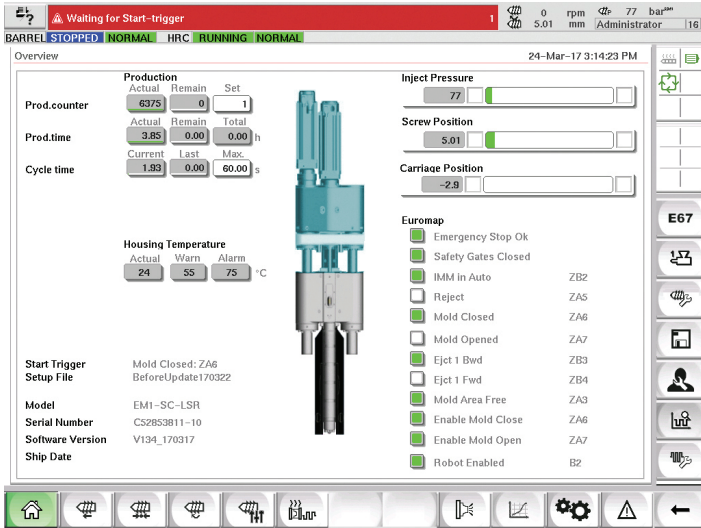 Waiting for Start-trigger 1
0 rpm 77 bar
5.01 mm Administrator 16
BARREL STOPPED NORMAL HRC RUNNING NORMAL
Overview 24-Mar-17 3:14:23 PM
Production
Actual Remain Set
Prod.counter 6375 0 1
Actual Remain Total
Prod.time 3.85 0.00 0.00 h
Current Last Max.
Cycle time 1.93 0.00 60.00 s
Housing Temperature
Actual Warn Alarm
24 55 75 °C
Start Trigger Mold Closed: ZA6
Setup File BeforeUpdate170322
Model EM1-SC-LSR
Serial Number C52853811-10
Software Version V134_170317
Ship Date
Inject Pressure
77
Screw Position
5.01
Carriage Position
-2.9
Euromap
Emergency Stop Ok
Safety Gates Closed
IMM in Auto ZB2
Reject ZA5
Mold Closed ZA6
Mold Opened ZA7
Ejct 1 Bwd ZB3
Ejct 1 Fwd ZB4
Mold Area Free ZA3
Enable Mold Close ZA6
Enable Mold Open ZA7
Robot Enabled B2
E67